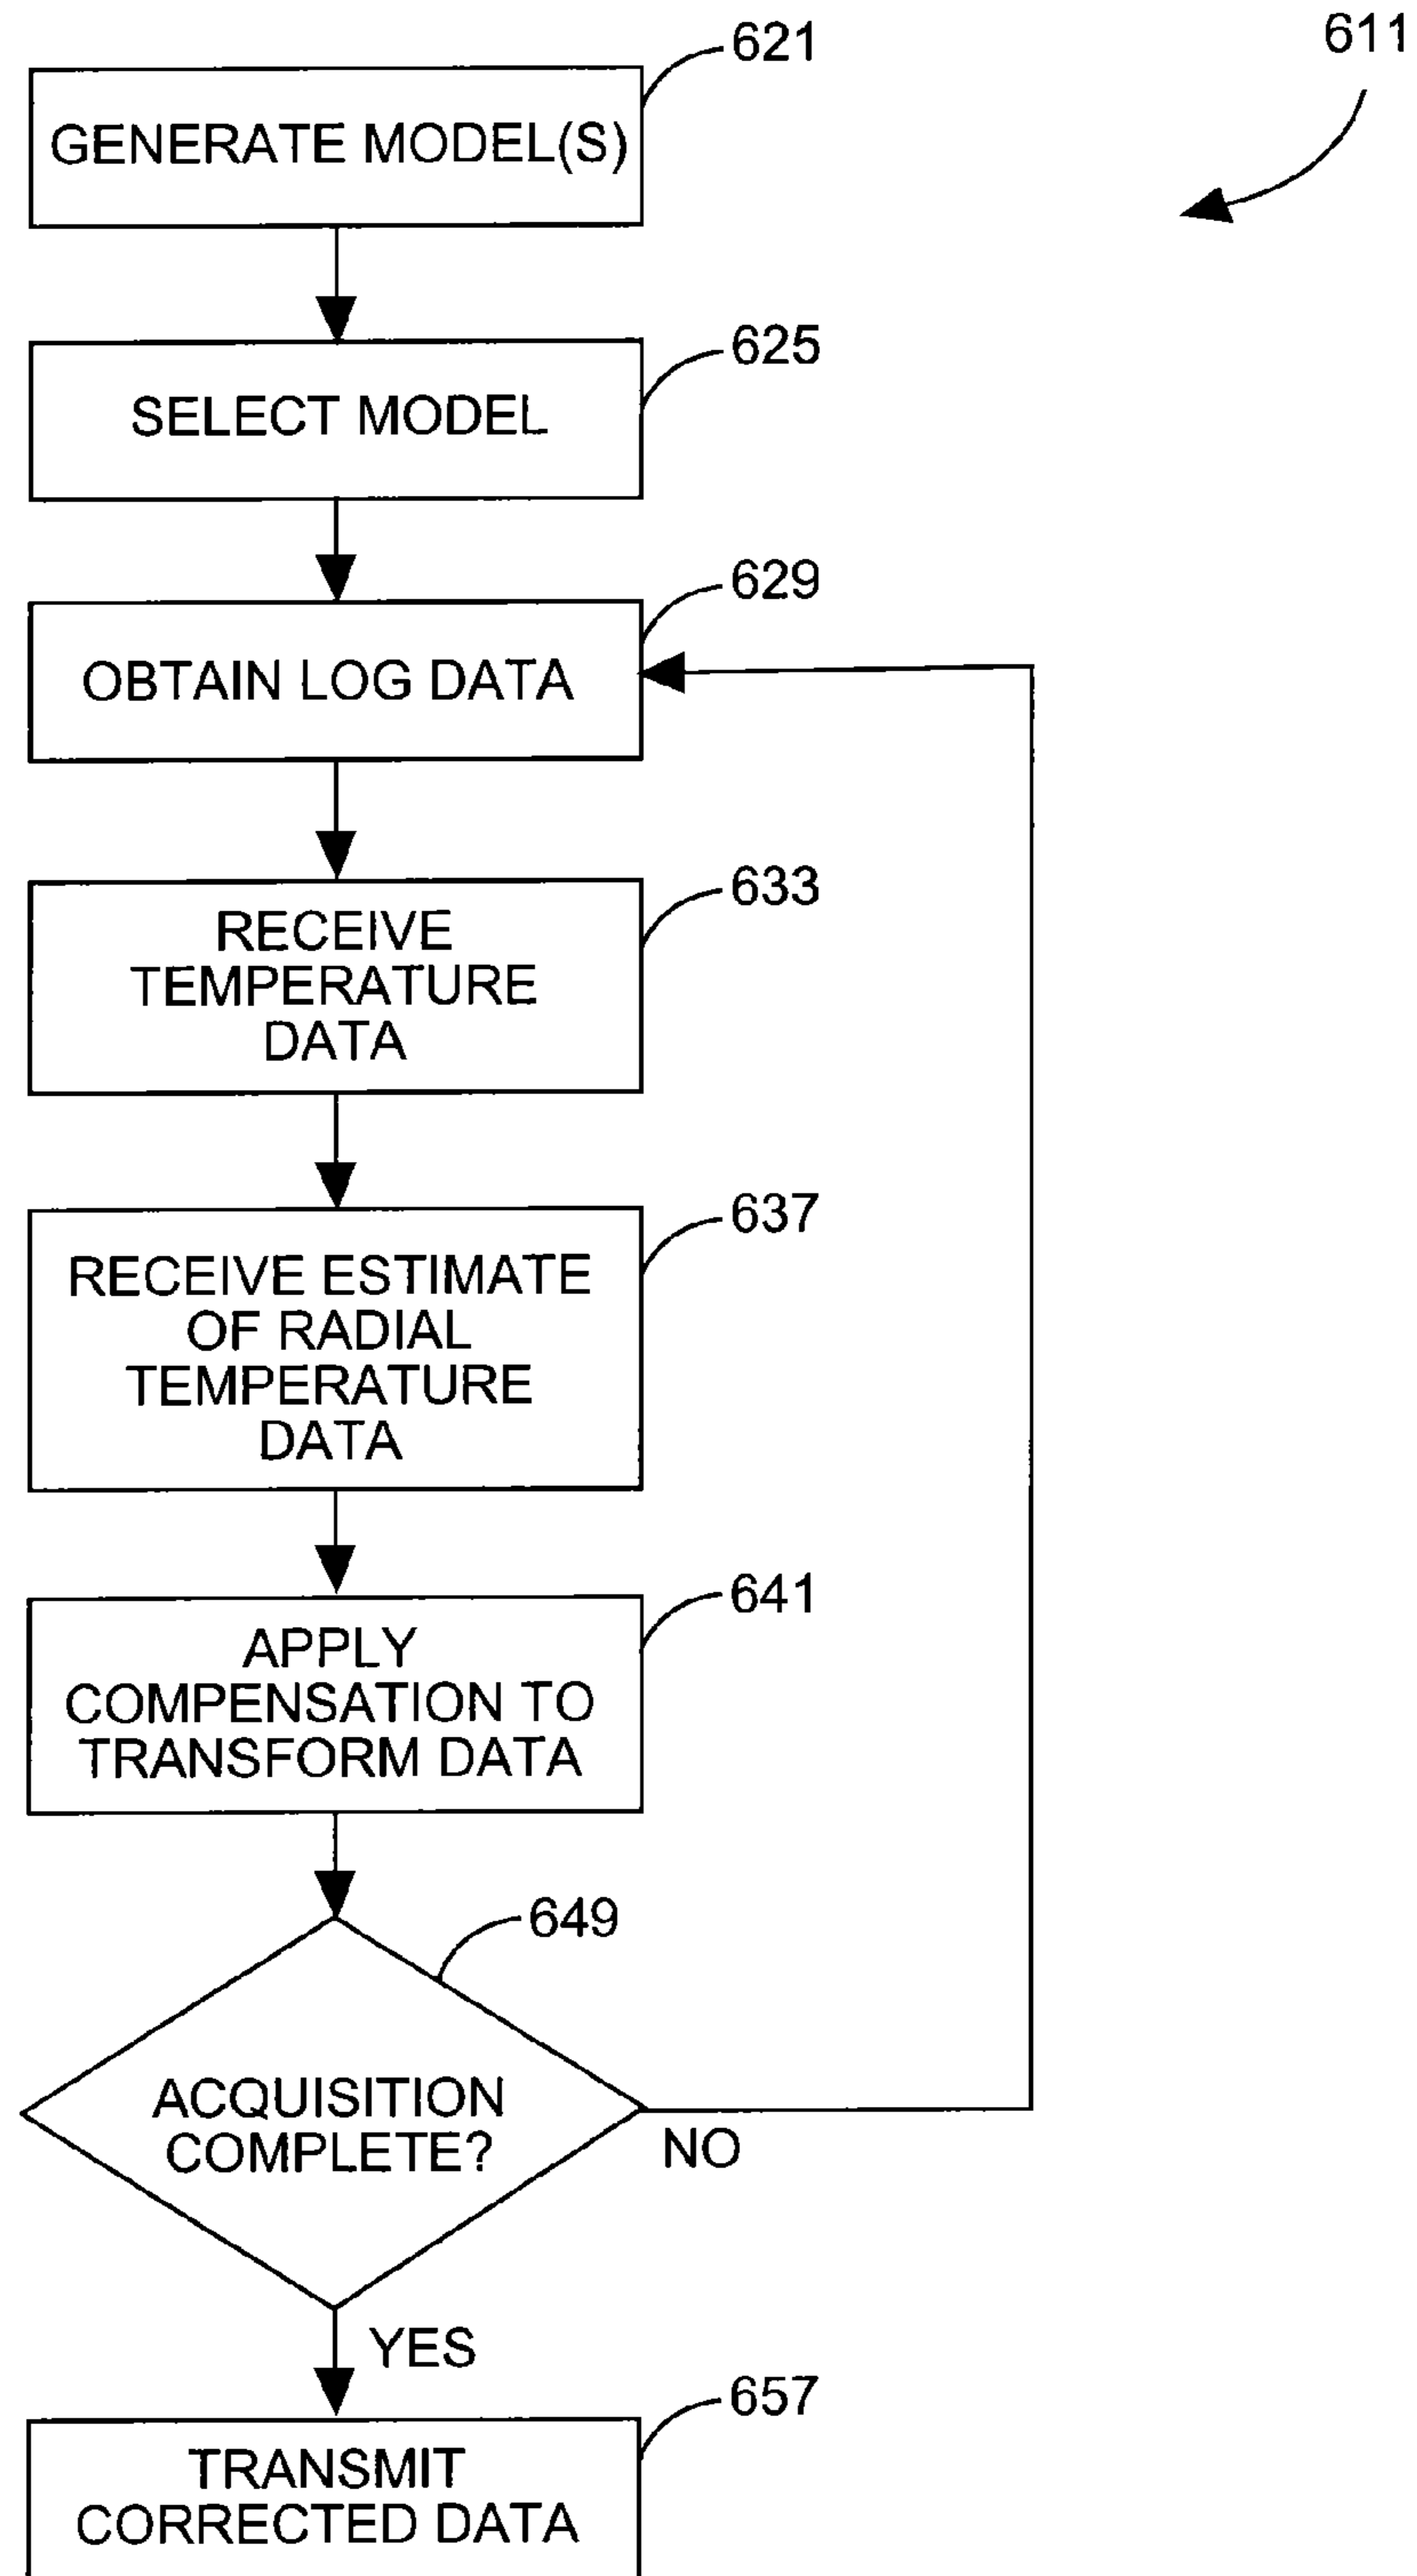 611
621
GENERATE MODEL(S)
625
SELECT MODEL
629
OBTAIN LOG DATA
633
RECEIVE
TEMPERATURE
DATA
637
RECEIVE ESTIMATE
OF RADIAL
TEMPERATURE
DATA
641
APPLY
COMPENSATION TO
TRANSFORM DATA
649
ACQUISITION
COMPLETE?
NO
YES
657
TRANSMIT
CORRECTED DATA